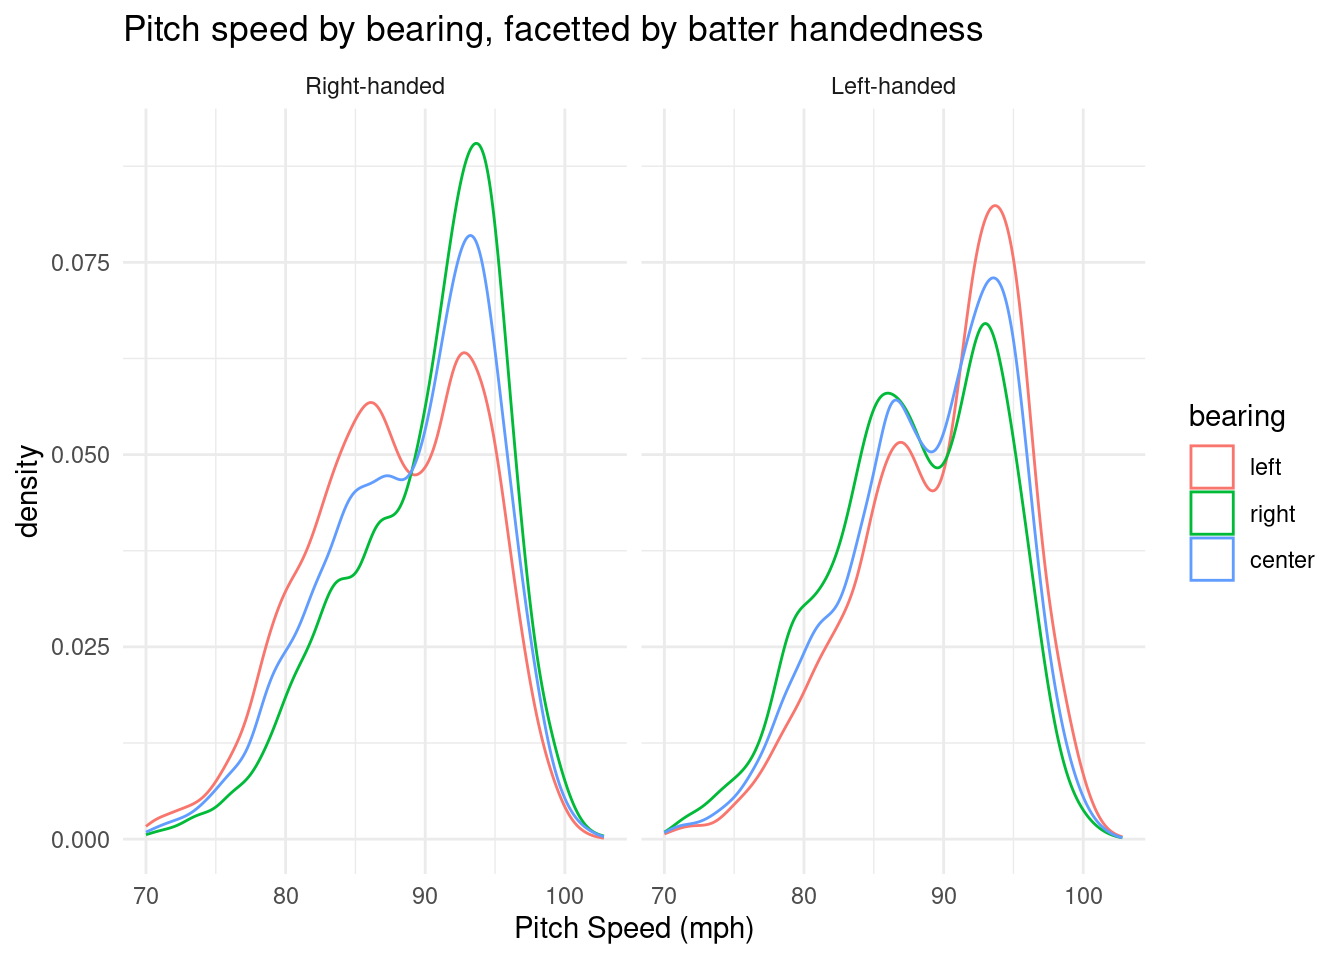 Pitch speed by bearing, facetted by batter handedness
Right-handed
Left-handed
0.075
0.050
0.025
0.000
density
70 80 90 100
70 80 90 100
Pitch Speed (mph)
bearing
left
right
center